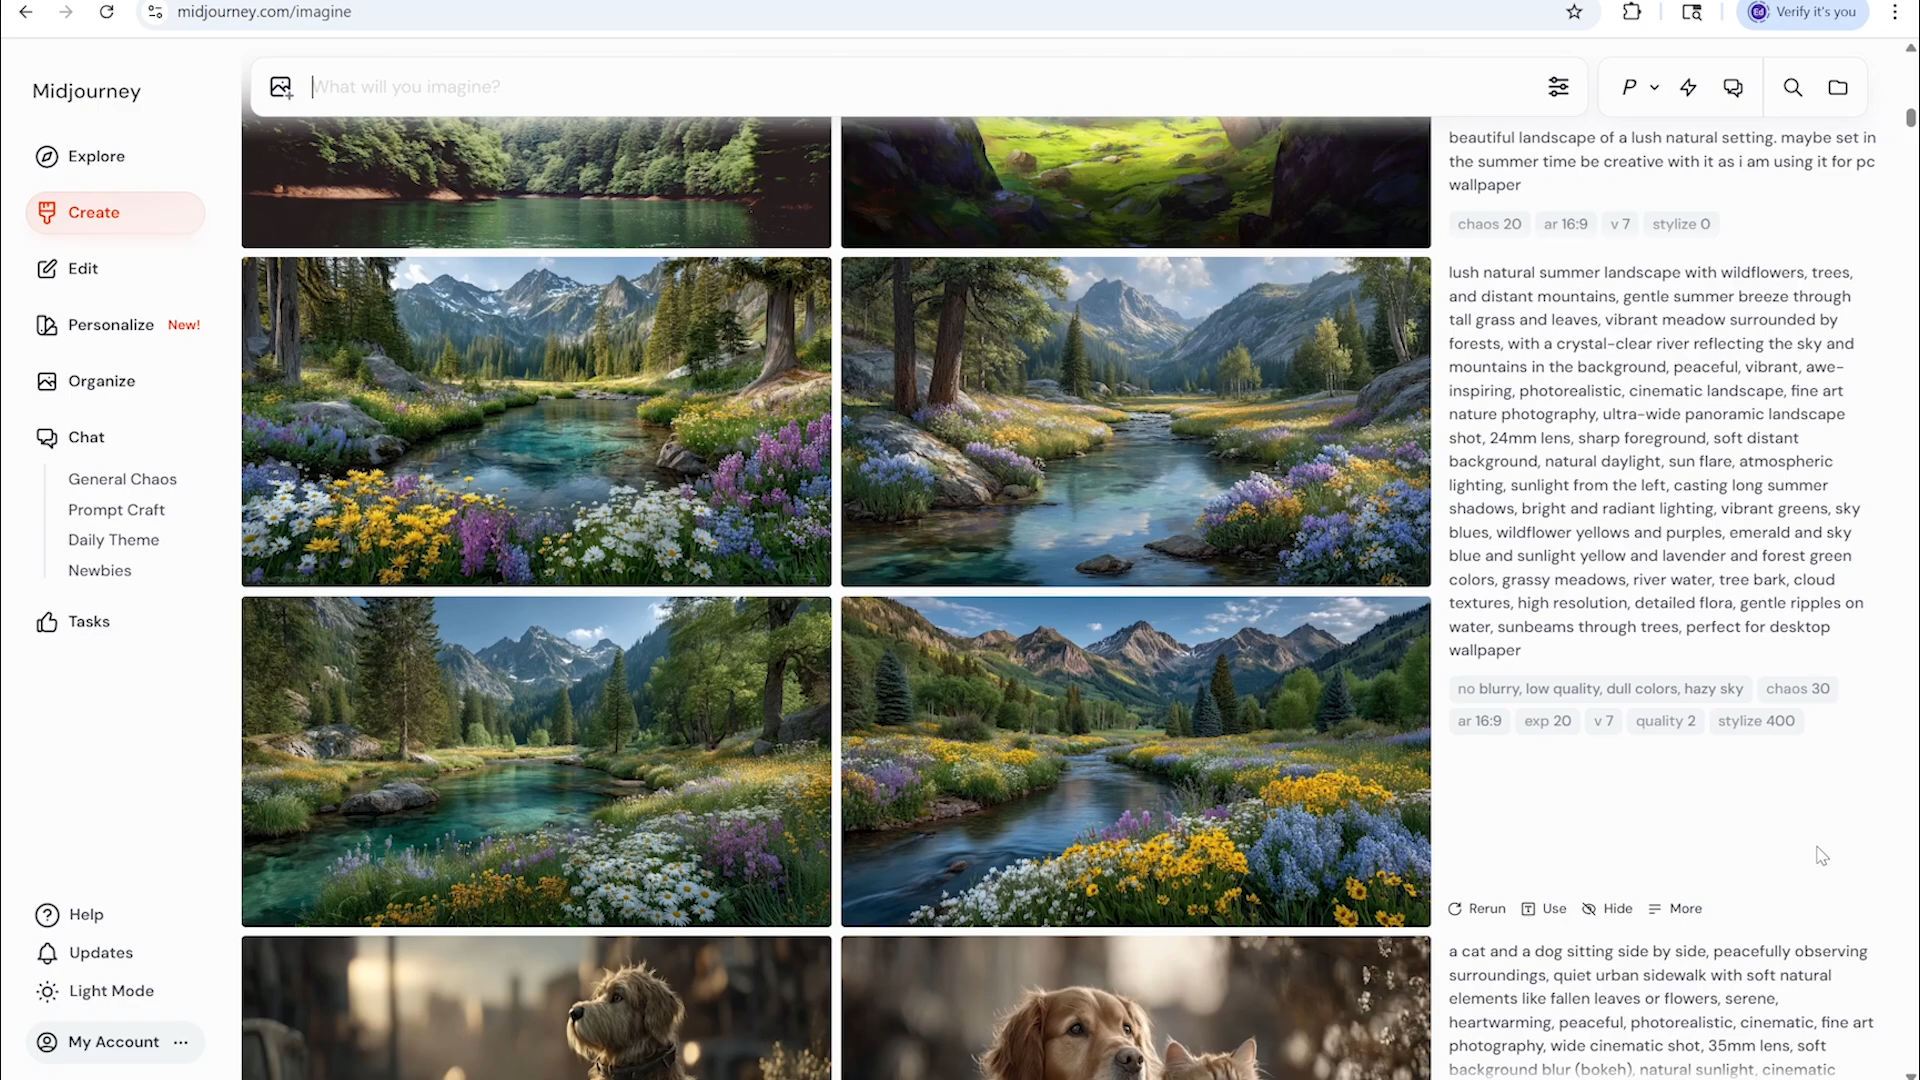 midjourney.com/imagine
Ed
Verify it's you
Midjourney
What will you imagine?
P
Explore
Create
Edit
Personalize New!
Organize
Chat
General Chaos
Prompt Craft
Daily Theme
Newbies
Tasks
Help
Updates
Light Mode
My Account
beautiful landscape of a lush natural setting. maybe set in
the summer time be creative with it as i am using it for pc
wallpaper
chaos 20 ar 16:9 v 7 stylize 0
lush natural summer landscape with wildflowers, trees,
and distant mountains, gentle summer breeze through
tall grass and leaves, vibrant meadow surrounded by
forests, with a crystal-clear river reflecting the sky and
mountains in the background, peaceful, vibrant, awe-
inspiring, photorealistic, cinematic landscape, fine art
nature photography, ultra-wide panoramic landscape
shot, 24mm lens, sharp foreground, soft distant
background, natural daylight, sun flare, atmospheric
lighting, sunlight from the left, casting long summer
shadows, bright and radiant lighting, vibrant greens, sky
blues, wildflower yellows and purples, emerald and sky
blue and sunlight yellow and lavender and forest green
colors, grassy meadows, river water, tree bark, cloud
textures, high resolution, detailed flora, gentle ripples on
water, sunbeams through trees, perfect for desktop
wallpaper
no blurry, low quality, dull colors, hazy sky chaos 30
ar 16:9 exp 20 v 7 quality 2 stylize 400
Rerun Use Hide More
a cat and a dog sitting side by side, peacefully observing
surroundings, quiet urban sidewalk with soft natural
elements like fallen leaves or flowers, serene,
heartwarming, peaceful, photorealistic, cinematic, fine art
photography, wide cinematic shot, 35mm lens, soft
background blur (bokeh), natural sunlight, cinematic